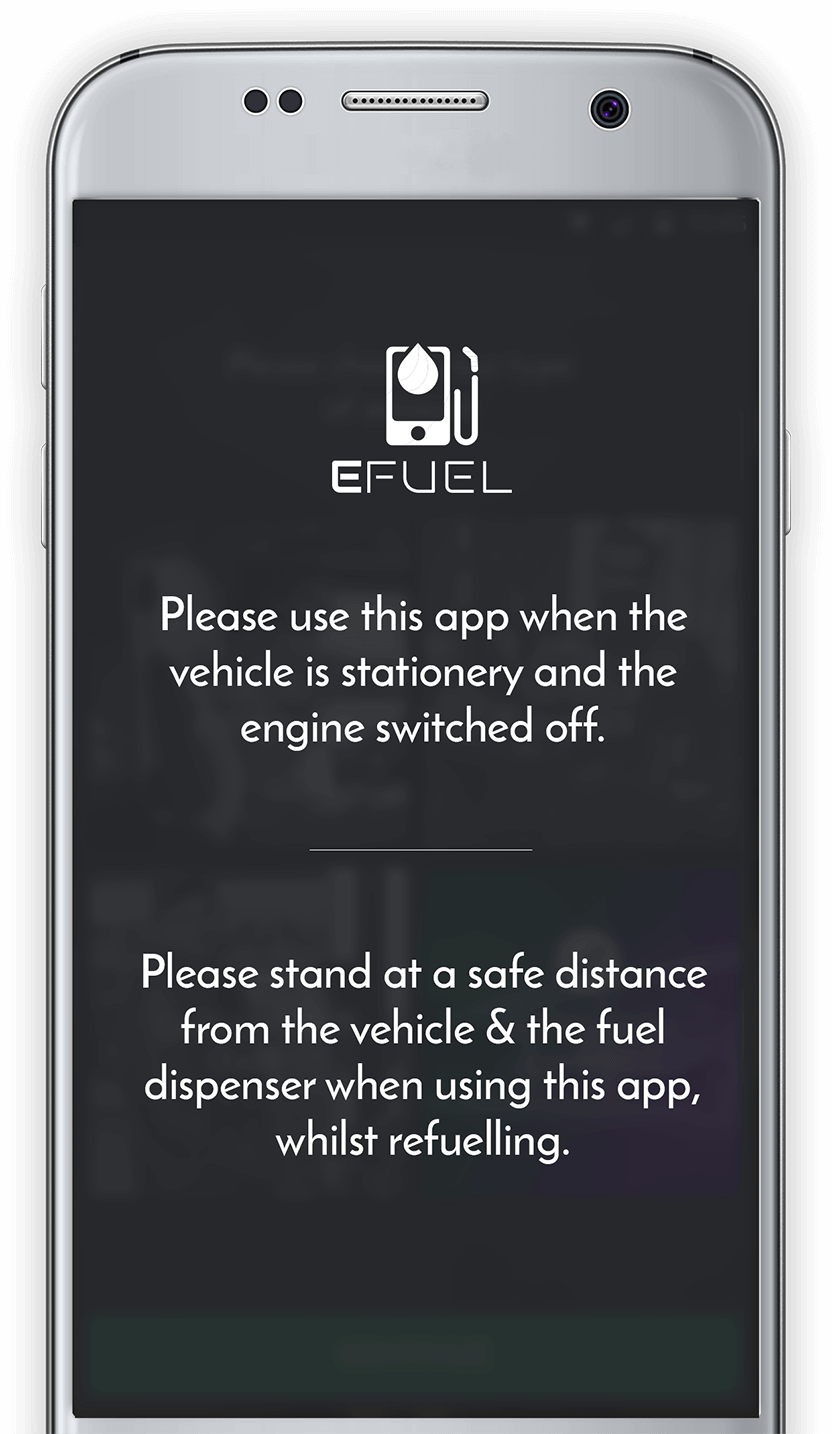 EFUEL
Please use this app when the
vehicle is stationery and the
engine switched off.
Please stand at a safe distance
from the vehicle & the fuel
dispenser when using this app,
whilst refuelling.